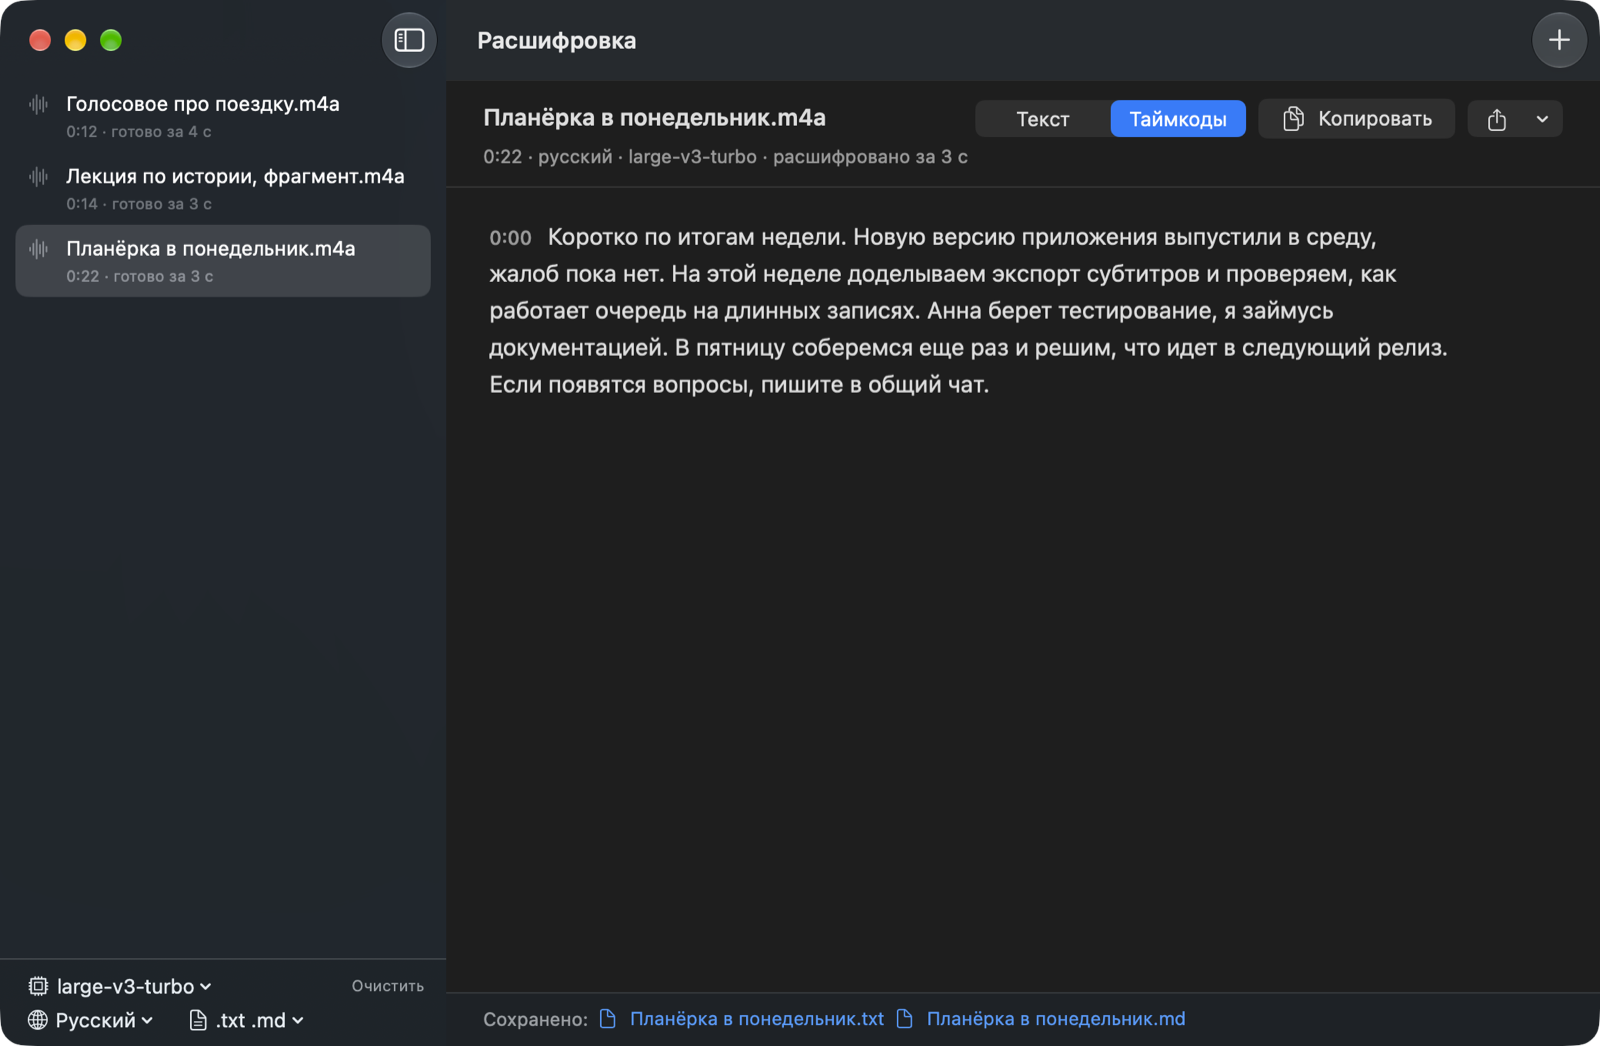 Расшифровка
Голосовое про поездку.m4a
0:12 · готово за 4 с
Лекция по истории, фрагмент.m4a
0:14 · готово за 3 с
Планёрка в понедельник.m4a
0:22 · готово за 3 с
large-v3-turbo
Очистить
Русский
.txt .md
Планёрка в понедельник.m4a
0:22 · русский · large-v3-turbo · расшифровано за 3 с
Текст
Таймкоды
Копировать
0:00 Коротко по итогам недели. Новую версию приложения выпустили в среду,
жалоб пока нет. На этой неделе доделываем экспорт субтитров и проверяем, как
работает очередь на длинных записях. Анна берет тестирование, я займусь
документацией. В пятницу соберемся еще раз и решим, что идет в следующий релиз.
Если появятся вопросы, пишите в общий чат.
Сохранено: Планёрка в понедельник.txt Планёрка в понедельник.md